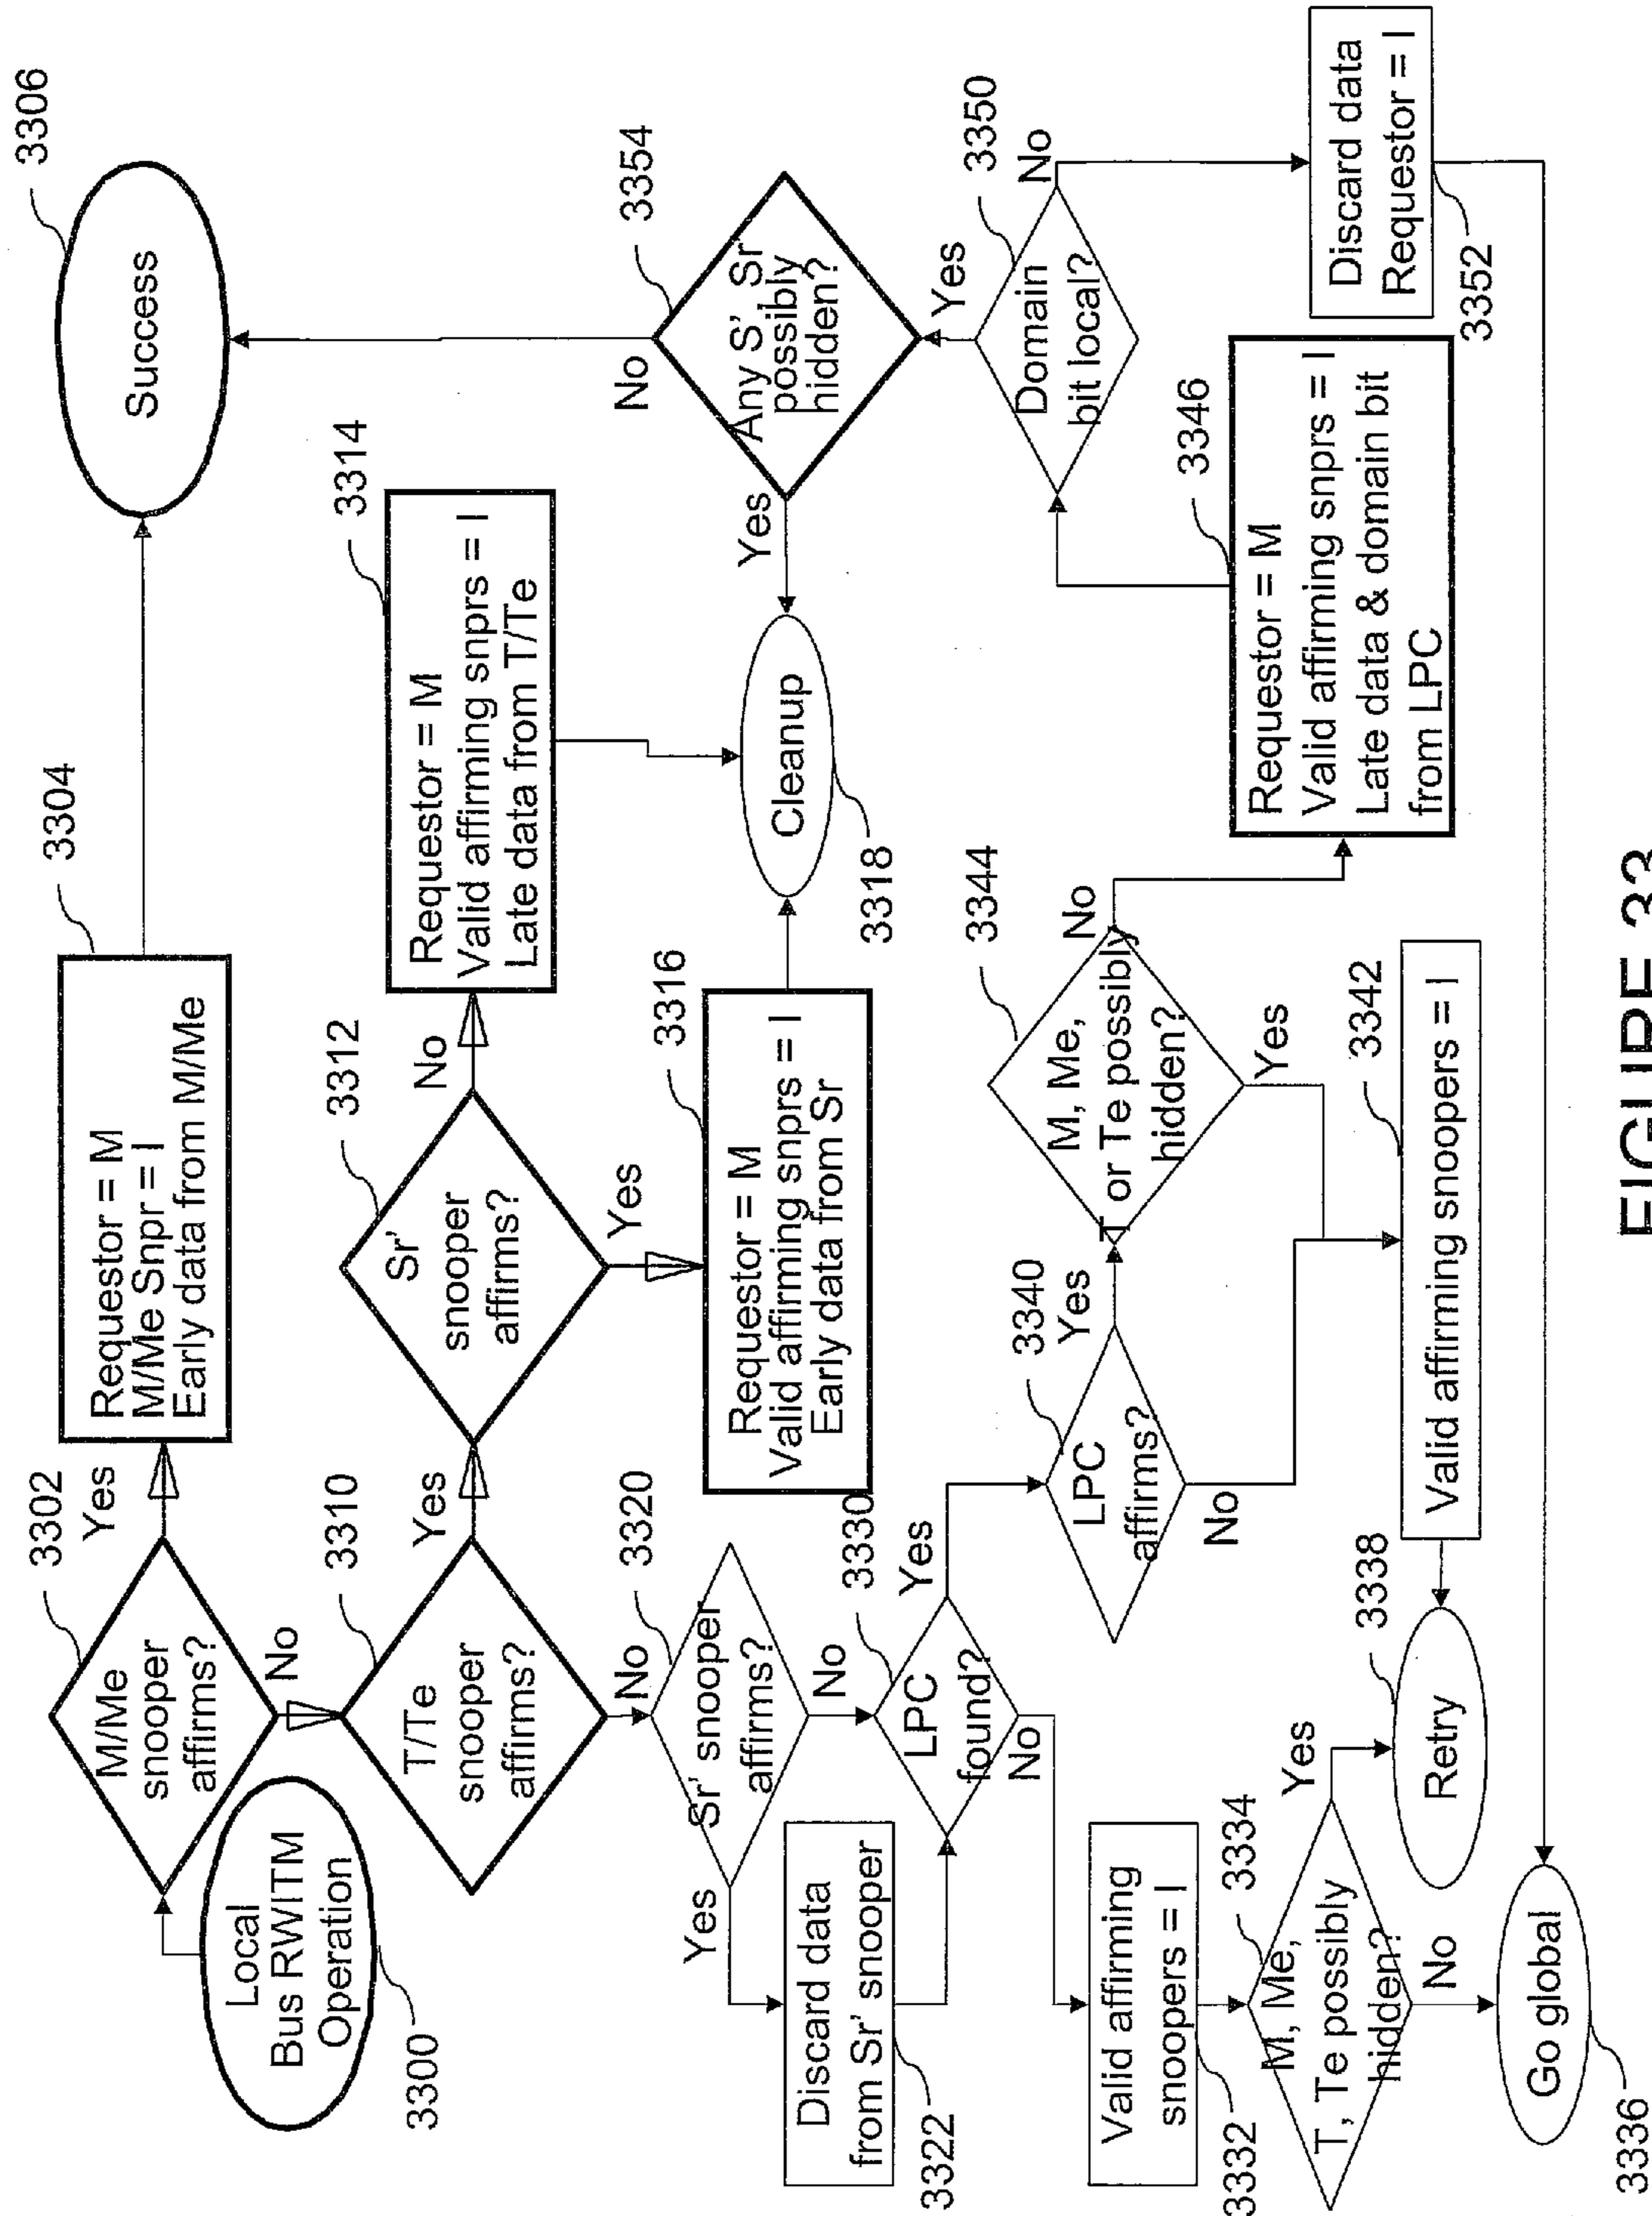 3300
Local
Bus RWITM
Operation
3302
M/Me
snooper
affirms?
Yes
No
3304
Requestor = M
M/Me Snpr = I
Early data from M/Me
3306
Success
3310
T/Te
snooper
affirms?
Yes
No
3312
Sr'
snooper
affirms?
No
Yes
3314
Requestor = M
Valid affirming snprs = I
Late data from T/Te
3316
Requestor = M
Valid affirming snprs = I
Early data from Sr
Cleanup
3318
3320
Sr' snooper
affirms?
Yes
No
Discard data
from Sr' snooper
3322
3330
LPC
found?
Yes
No
Valid affirming
snoopers = I
3332
3334
M, Me,
T, Te possibly
hidden?
Yes
No
Go global
3336
3338
Retry
3340
LPC
affirms?
Yes
No
3342
Valid affirming snoopers = I
3344
M, Me,
T or Te possibly
hidden?
No
Yes
3346
Requestor = M
Valid affirming snprs = I
Late data & domain bit
from LPC
3350
Domain
bit local?
Yes
No
Discard data
Requestor = I
3352
3354
Any S' Sr
possibly
hidden?
No
Yes
FIGURE 33